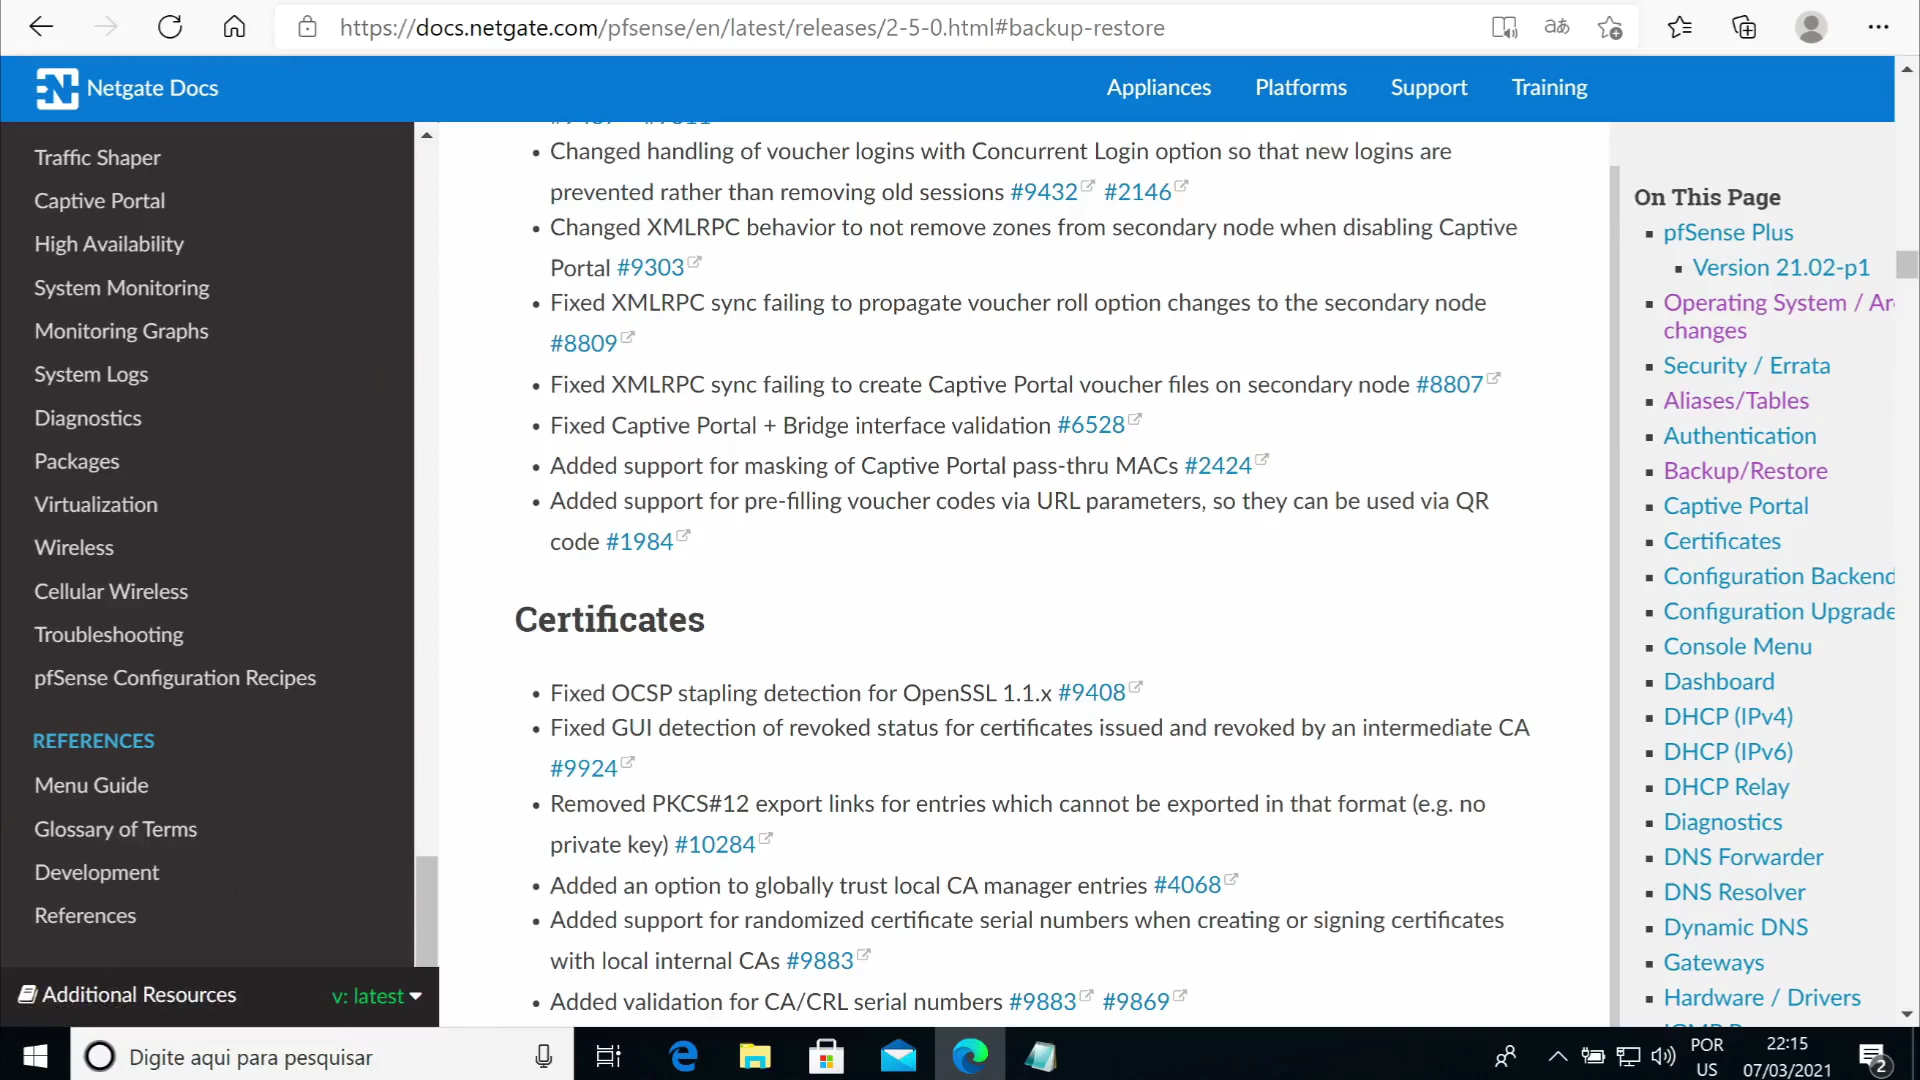 https://docs.netgate.com/pfsense/en/latest/releases/2-5-0.html#backup-restore
Netgate Docs
Appliances
Platforms
Support
Training
Traffic Shaper
Captive Portal
High Availability
System Monitoring
Monitoring Graphs
System Logs
Diagnostics
Packages
Virtualization
Wireless
Cellular Wireless
Troubleshooting
pfSense Configuration Recipes
REFERENCES
Menu Guide
Glossary of Terms
Development
References
Additional Resources
v: latest
Changed handling of voucher logins with Concurrent Login option so that new logins are
prevented rather than removing old sessions #9432 #2146
Changed XMLRPC behavior to not remove zones from secondary node when disabling Captive
Portal #9303
Fixed XMLRPC sync failing to propagate voucher roll option changes to the secondary node
#8809
Fixed XMLRPC sync failing to create Captive Portal voucher files on secondary node #8807
Fixed Captive Portal + Bridge interface validation #6528
Added support for masking of Captive Portal pass-thru MACs #2424
Added support for pre-filling voucher codes via URL parameters, so they can be used via QR
code #1984
Certificates
Fixed OCSP stapling detection for OpenSSL 1.1.x #9408
Fixed GUI detection of revoked status for certificates issued and revoked by an intermediate CA
#9924
Removed PKCS#12 export links for entries which cannot be exported in that format (e.g. no
private key) #10284
Added an option to globally trust local CA manager entries #4068
Added support for randomized certificate serial numbers when creating or signing certificates
with local internal CAs #9883
Added validation for CA/CRL serial numbers #9883 #9869
On This Page
pfSense Plus
Version 21.02-p1
Operating System / Ar
changes
Security / Errata
Aliases/Tables
Authentication
Backup/Restore
Captive Portal
Certificates
Configuration Backend
Configuration Upgrade
Console Menu
Dashboard
DHCP (IPv4)
DHCP (IPv6)
DHCP Relay
Diagnostics
DNS Forwarder
DNS Resolver
Dynamic DNS
Gateways
Hardware / Drivers
Digite aqui para pesquisar
POR
US
22:15
07/03/2021
2